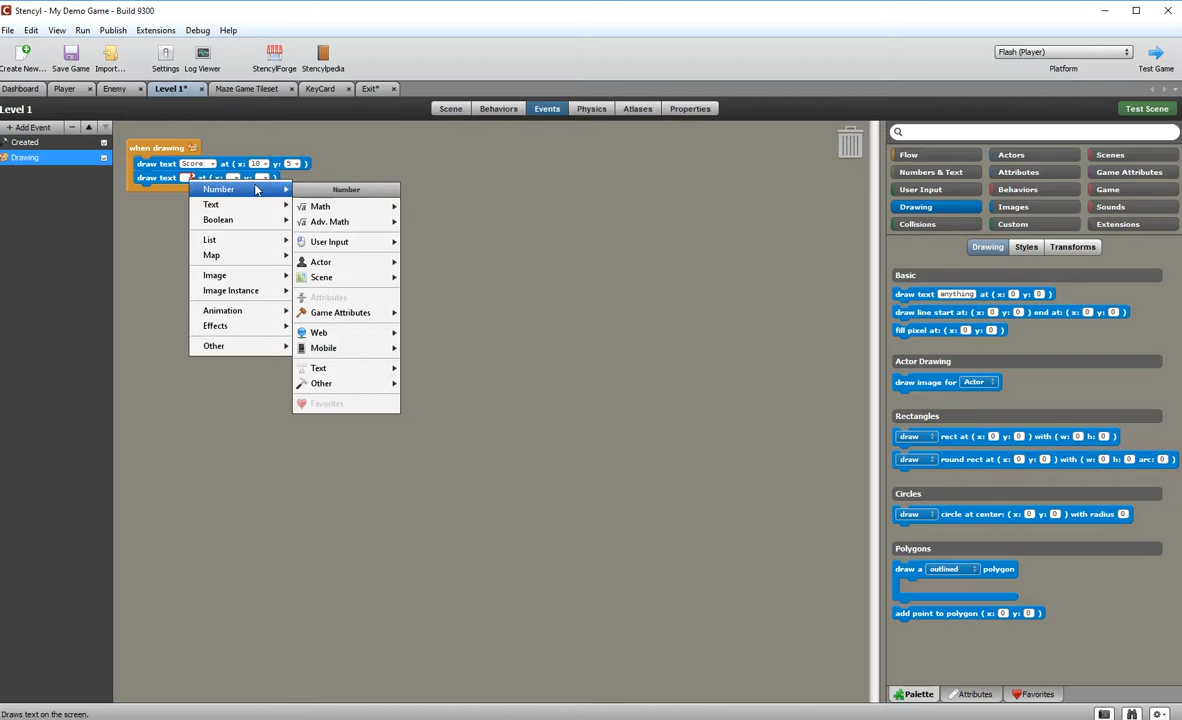 Stencyl - My Demo Game - Build 9300
File Edit View Run Publish Extensions Debug Help
Create New... Save Game Import... Settings Log Viewer StencylForge Stencylpedia Flash (Player) Platform Test Game
Dashboard Player Enemy Level 1* Maze Game Tileset KeyCard Exit*
Level 1 Scene Behaviors Events Physics Atlases Properties Test Scene
+ Add Event
Created
Drawing
when drawing
draw text Score: at ( x: 10 y: 5 )
draw text at ( x: y: )
Number
Text
Boolean
List
Map
Image
Image Instance
Animation
Effects
Other
Number
Math
Adv. Math
User Input
Actor
Scene
Attributes
Game Attributes
Web
Mobile
Text
Other
Favorites
Flow Actors Scenes
Numbers & Text Attributes Game Attributes
User Input Behaviors Game
Drawing Images Sounds
Collisions Custom Extensions
Drawing Styles Transforms
Basic
draw text anything at ( x: 0 y: 0 )
draw line start at: ( x: 0 y: 0 ) end at: ( x: 0 y: 0 )
fill pixel at: ( x: 0 y: 0 )
Actor Drawing
draw image for Actor
Rectangles
draw rect at ( x: 0 y: 0 ) with ( w: 0 h: 0 )
draw round rect at ( x: 0 y: 0 ) with ( w: 0 h: 0 arc: 0 )
Circles
draw circle at center: ( x: 0 y: 0 ) with radius 0
Polygons
draw a outlined polygon
add point to polygon ( x: 0 y: 0 )
Palette Attributes Favorites
Draws text on the screen.